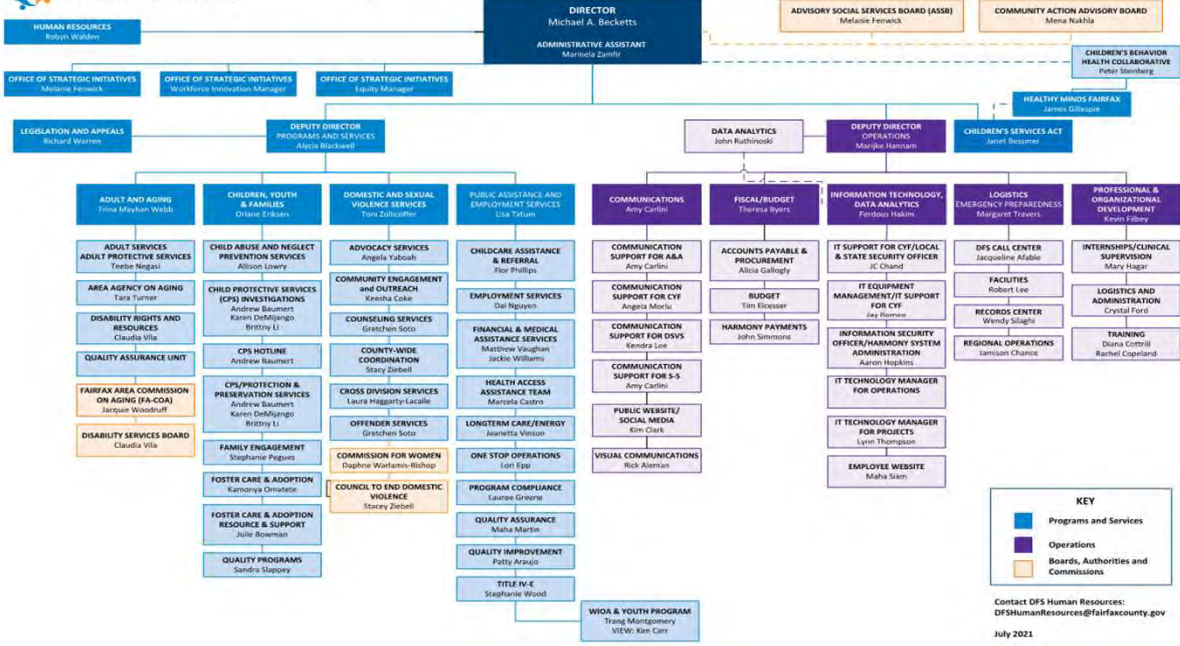 DIRECTOR
Michael A. Becketts
ADMINISTRATIVE ASSISTANT
Marinela Zamfir
HUMAN RESOURCES
Robyn Walden
ADVISORY SOCIAL SERVICES BOARD (ASSB)
Melanie Fenwick
COMMUNITY ACTION ADVISORY BOARD
Mena Nakhla
CHILDREN'S BEHAVIOR
HEALTH COLLABORATIVE
Peter Steinberg
OFFICE OF STRATEGIC INITIATIVES
Melanie Fenwick
OFFICE OF STRATEGIC INITIATIVES
Workforce Innovation Manager
OFFICE OF STRATEGIC INITIATIVES
Equity Manager
HEALTHY MINDS FAIRFAX
James Gillespie
LEGISLATION AND APPEALS
Richard Warren
DEPUTY DIRECTOR
PROGRAMS AND SERVICES
Alycia Blackwell
DATA ANALYTICS
John Ruthinoski
DEPUTY DIRECTOR
OPERATIONS
Marijke Hannam
CHILDREN'S SERVICES ACT
Janet Bessmer
ADULT AND AGING
Trina Mayhan Webb
ADULT SERVICES
ADULT PROTECTIVE SERVICES
Teebe Negasi
AREA AGENCY ON AGING
Tara Turner
DISABILITY RIGHTS AND
RESOURCES
Claudia Vila
QUALITY ASSURANCE UNIT
FAIRFAX AREA COMMISSION
ON AGING (FA-COA)
Jacquie Woodruff
DISABILITY SERVICES BOARD
Claudia Vila
CHILDREN, YOUTH
& FAMILIES
Oriane Eriksen
CHILD ABUSE AND NEGLECT
PREVENTION SERVICES
Allison Lowry
CHILD PROTECTIVE SERVICES
(CPS) INVESTIGATIONS
Andrew Baumert
Karen DeMijango
Brittny Li
CPS HOTLINE
Andrew Baumert
CPS/PROTECTION &
PRESERVATION SERVICES
Andrew Baumert
Karen DeMijango
Brittny Li
FAMILY ENGAGEMENT
Stephanie Pegues
FOSTER CARE & ADOPTION
Kamonya Omatete
FOSTER CARE & ADOPTION
RESOURCE & SUPPORT
Julie Bowman
QUALITY PROGRAMS
Sandra Slappey
DOMESTIC AND SEXUAL
VIOLENCE SERVICES
Toni Zollicoffer
ADVOCACY SERVICES
Angela Yaboah
COMMUNITY ENGAGEMENT
and OUTREACH
Keesha Coke
COUNSELING SERVICES
Gretchen Soto
COUNTY-WIDE
COORDINATION
Stacy Ziebell
CROSS DIVISION SERVICES
Laura Haggarty-Lacalle
OFFENDER SERVICES
Gretchen Soto
COMMISSION FOR WOMEN
Daphne Warlamis-Bishop
COUNCIL TO END DOMESTIC
VIOLENCE
Stacey Ziebell
PUBLIC ASSISTANCE AND
EMPLOYMENT SERVICES
Lisa Tatum
CHILDCARE ASSISTANCE
& REFERRAL
Flor Phillips
EMPLOYMENT SERVICES
Dai Nguyen
FINANCIAL & MEDICAL
ASSISTANCE SERVICES
Matthew Vaughan
Jackie Williams
HEALTH ACCESS
ASSISTANCE TEAM
Marcela Castro
LONGTERM CARE/ENERGY
Jeanetta Vinson
ONE STOP OPERATIONS
Lori Epp
PROGRAM COMPLIANCE
Lauree Greene
QUALITY ASSURANCE
Maha Martin
QUALITY IMPROVEMENT
Patty Araujo
TITLE IV-E
Stephanie Wood
WIOA & YOUTH PROGRAM
Trang Montgomery
VIEW: Kim Carr
COMMUNICATIONS
Amy Carlini
COMMUNICATION
SUPPORT FOR A&A
Amy Carlini
COMMUNICATION
SUPPORT FOR CYF
Angela Morlu
COMMUNICATION
SUPPORT FOR DSVS
Kendra Lee
COMMUNICATION
SUPPORT FOR S-S
Amy Carlini
PUBLIC WEBSITE/
SOCIAL MEDIA
Kim Clark
VISUAL COMMUNICATIONS
Rick Aleman
FISCAL/BUDGET
Theresa Byers
ACCOUNTS PAYABLE &
PROCUREMENT
Alicia Gallogly
BUDGET
Tim Elcesser
HARMONY PAYMENTS
John Simmons
INFORMATION TECHNOLOGY,
DATA ANALYTICS
Ferdous Hakim
IT SUPPORT FOR CYF/LOCAL
& STATE SECURITY OFFICER
JC Chand
IT EQUIPMENT
MANAGEMENT/IT SUPPORT
FOR CYF
Jay Romeo
INFORMATION SECURITY
OFFICER/HARMONY SYSTEM
ADMINISTRATION
Aaron Hopkins
IT TECHNOLOGY MANAGER
FOR OPERATIONS
IT TECHNOLOGY MANAGER
FOR PROJECTS
Lynn Thompson
EMPLOYEE WEBSITE
Maha Siam
LOGISTICS
EMERGENCY PREPAREDNESS
Margaret Travers
DFS CALL CENTER
Jacqueline Afable
FACILITIES
Robert Lee
RECORDS CENTER
Wendy Silaghi
REGIONAL OPERATIONS
Jamison Chance
PROFESSIONAL &
ORGANIZATIONAL
DEVELOPMENT
Kevin Filbey
INTERNSHIPS/CLINICAL
SUPERVISION
Mary Hagar
LOGISTICS AND
ADMINISTRATION
Crystal Ford
TRAINING
Diana Cottrill
Rachel Copeland
KEY
Programs and Services
Operations
Boards, Authorities and
Commissions
Contact DFS Human Resources:
DFSHumanResources@fairfaxcounty.gov
July 2021